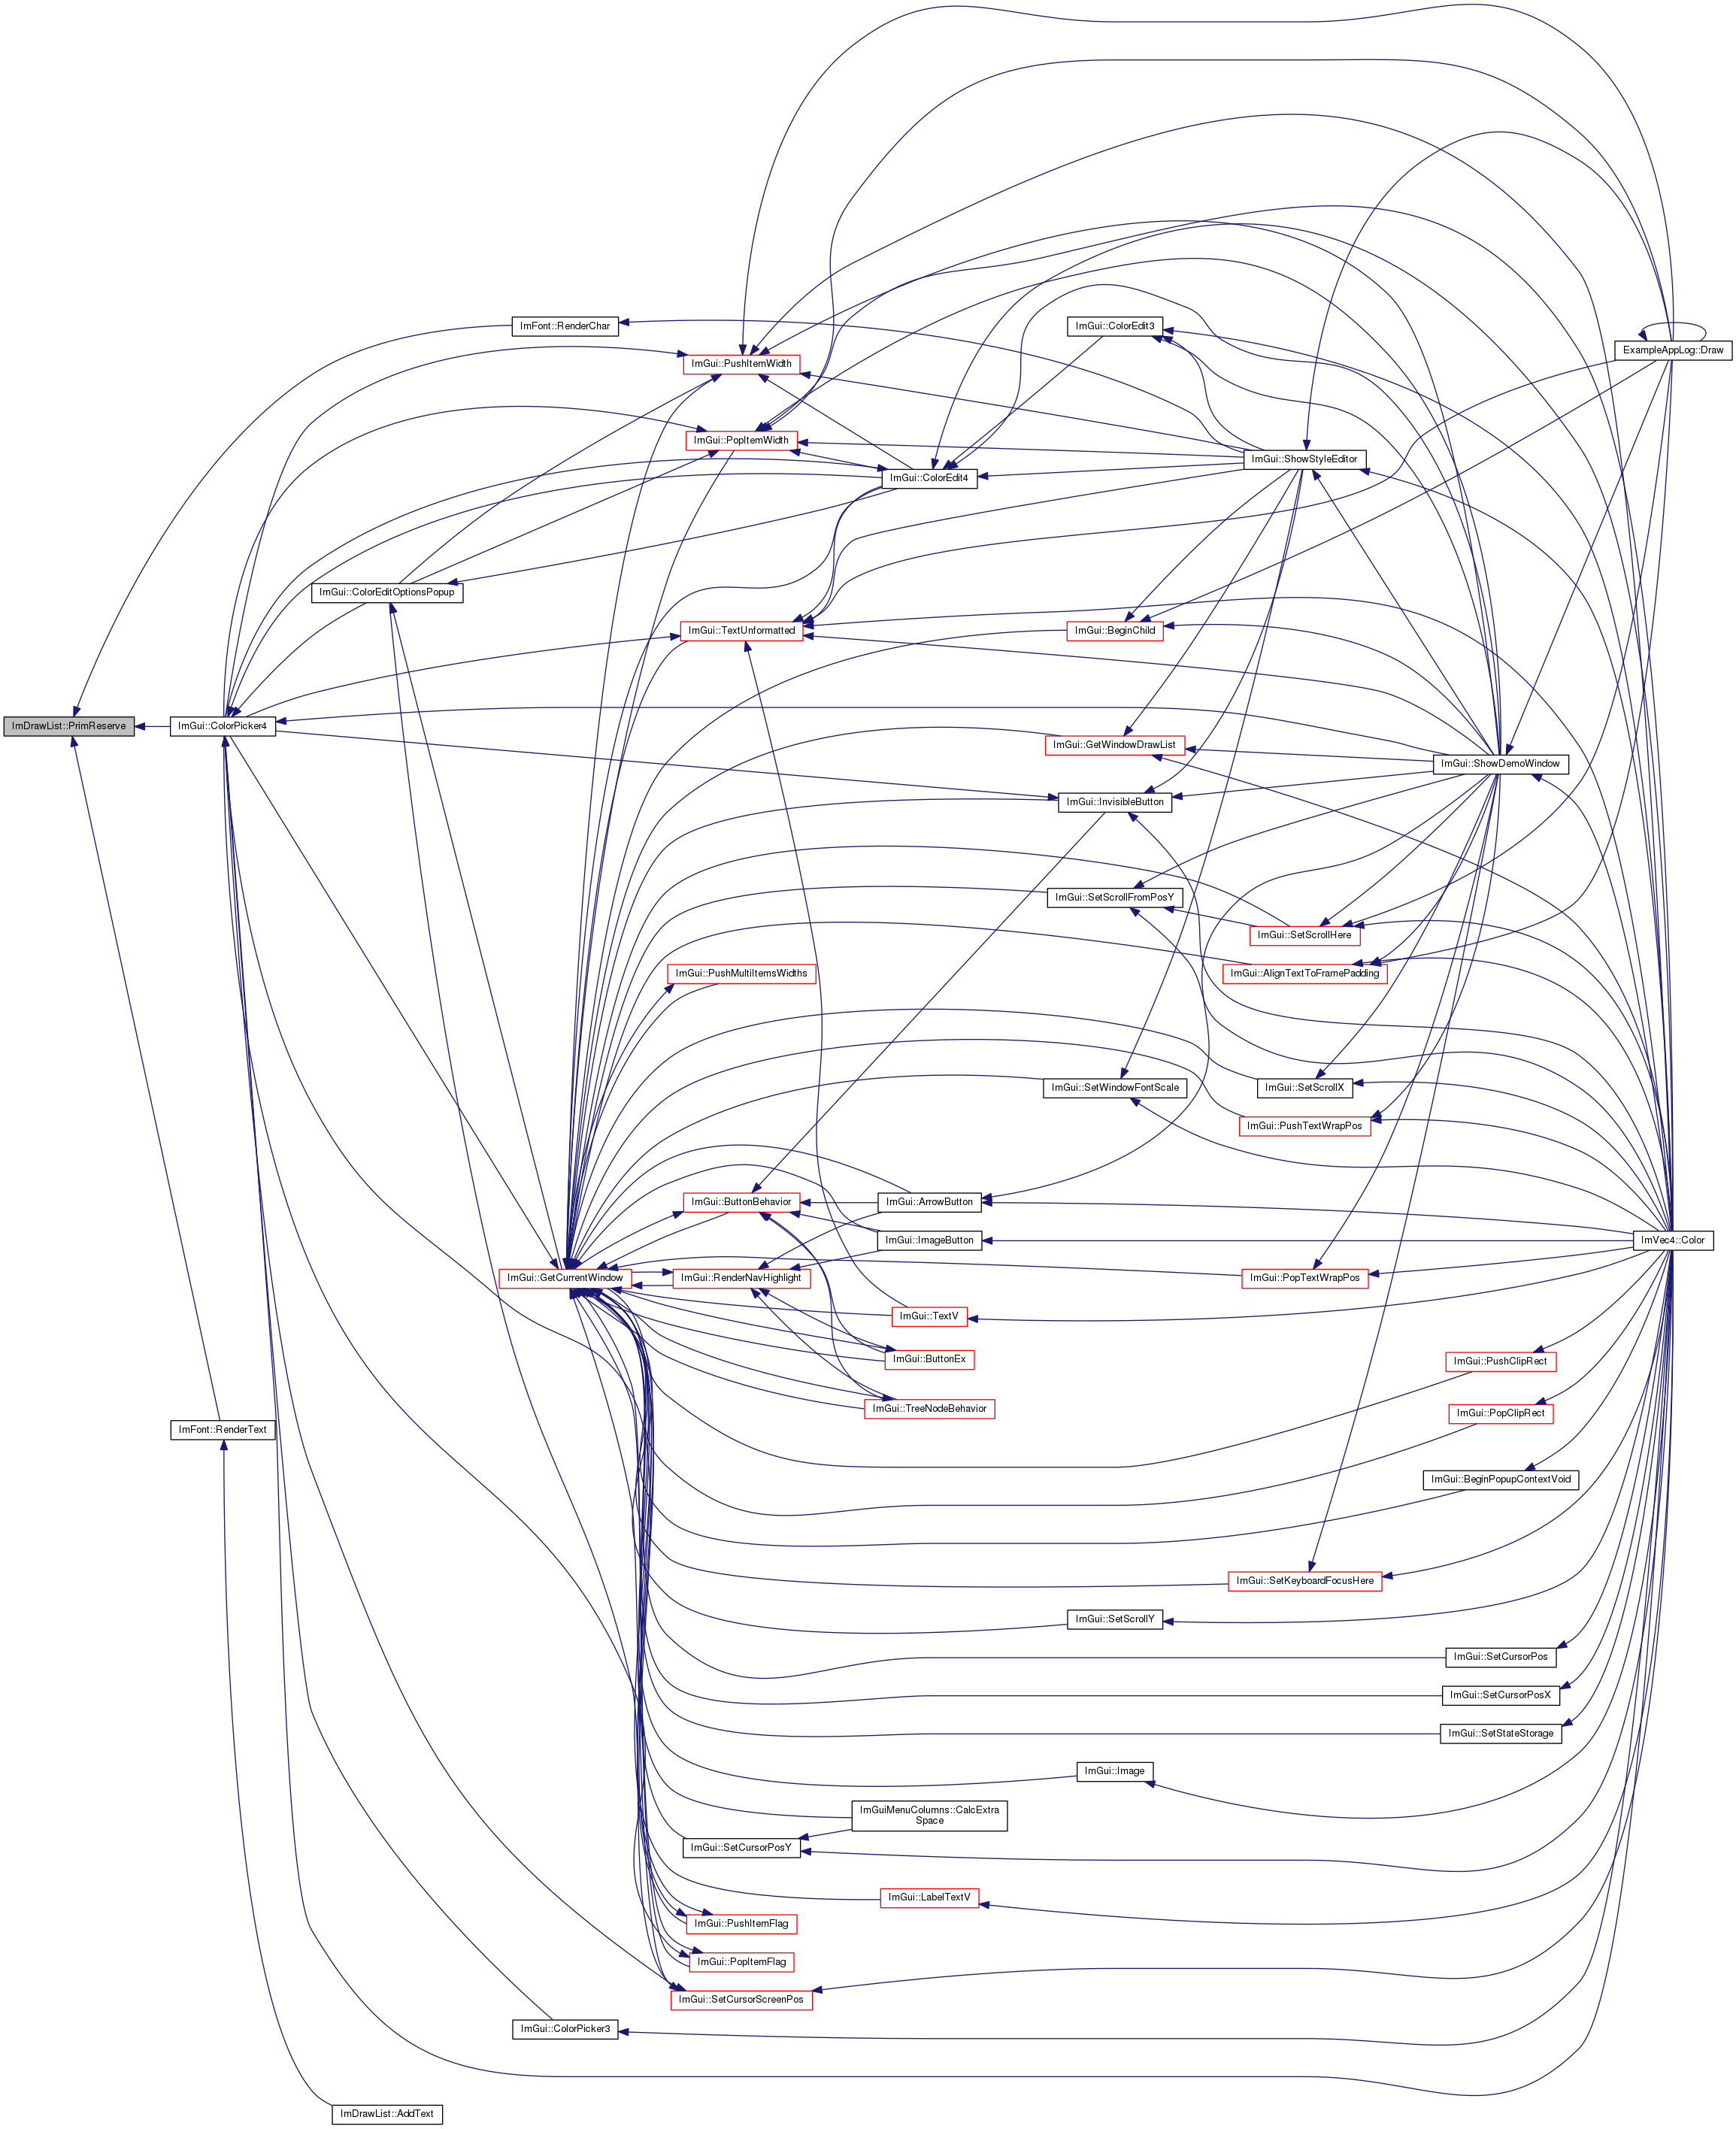 ImFont::RenderChar
ImGui::ColorEdit3
ExampleAppLog::Draw
ImGui::PushItemWidth
ImGui::PopItemWidth
ImGui::ShowStyleEditor
ImGui::ColorEdit4
ImGui::ColorEditOptionsPopup
ImGui::TextUnformatted
ImGui::BeginChild
ImDrawList::PrimReserve
ImGui::ColorPicker4
ImGui::GetWindowDrawList
ImGui::ShowDemoWindow
ImGui::InvisibleButton
ImGui::SetScrollFromPosY
ImGui::SetScrollHere
ImGui::PushMultiItemsWidths
ImGui::AlignTextToFramePadding
ImGui::SetWindowFontScale
ImGui::SetScrollX
ImGui::PushTextWrapPos
ImGui::ButtonBehavior
ImGui::ArrowButton
ImGui::ImageButton
ImVec4::Color
ImGui::GetCurrentWindow
ImGui::RenderNavHighlight
ImGui::PopTextWrapPos
ImGui::TextV
ImGui::ButtonEx
ImGui::PushClipRect
ImGui::TreeNodeBehavior
ImGui::PopClipRect
ImFont::RenderText
ImGui::BeginPopupContextVoid
ImGui::SetKeyboardFocusHere
ImGui::SetScrollY
ImGui::SetCursorPos
ImGui::SetCursorPosX
ImGui::SetStateStorage
ImGui::Image
ImGuiMenuColumns::CalcExtra
Space
ImGui::SetCursorPosY
ImGui::LabelTextV
ImGui::PushItemFlag
ImGui::PopItemFlag
ImGui::SetCursorScreenPos
ImGui::ColorPicker3
ImDrawList::AddText